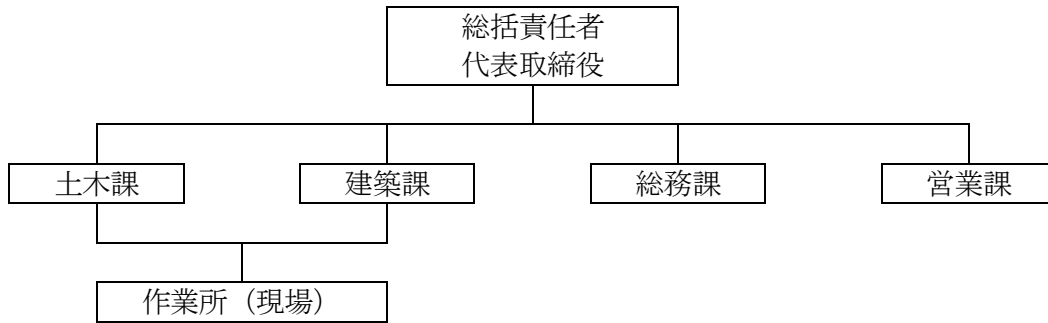 総括責任者
代表取締役
土木課
建築課
総務課
営業課
作業所（現場）